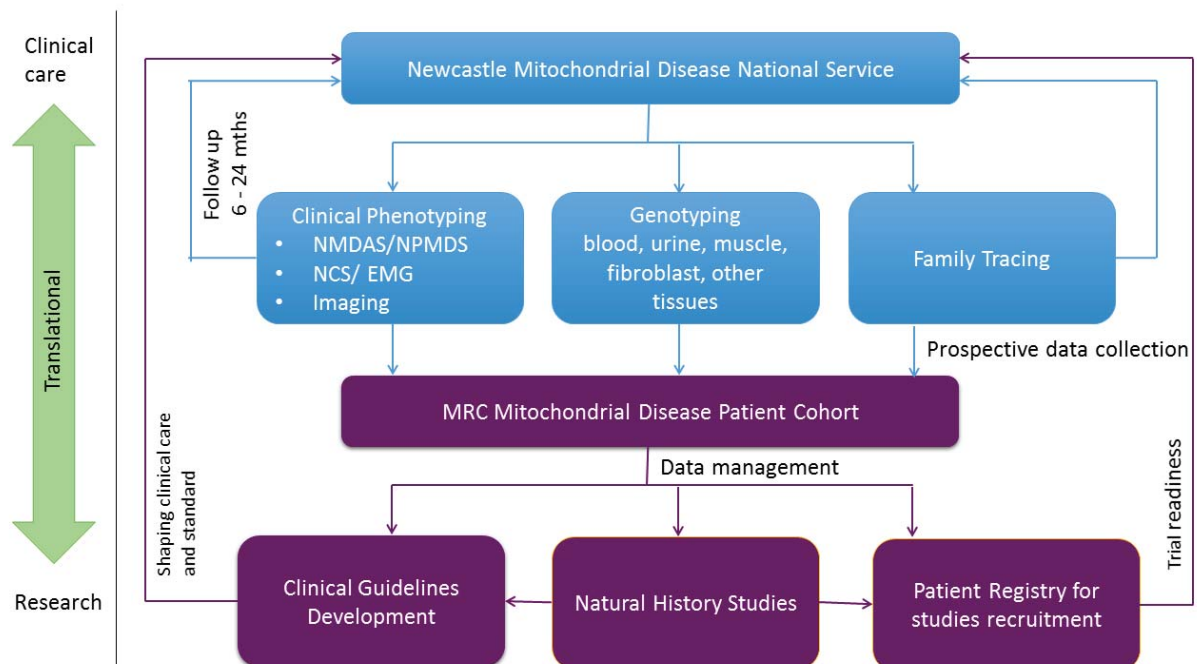 Clinical
care
Newcastle Mitochondrial Disease National Service
Follow up
6 - 24 mths
Clinical Phenotyping
• NMDAS/NPMDS
• NCS/ EMG
• Imaging
Genotyping
blood, urine, muscle,
fibroblast, other
tissues
Family Tracing
Translational
Prospective data collection
MRC Mitochondrial Disease Patient Cohort
Data management
Shaping clinical care
and standard
Trial readiness
Research
Clinical Guidelines
Development
Natural History Studies
Patient Registry for
studies recruitment